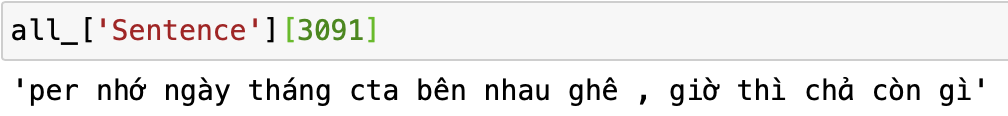 all_['Sentence'][3091]
'per nhớ ngày tháng cta bên nhau ghê , giờ thì chả còn gì'